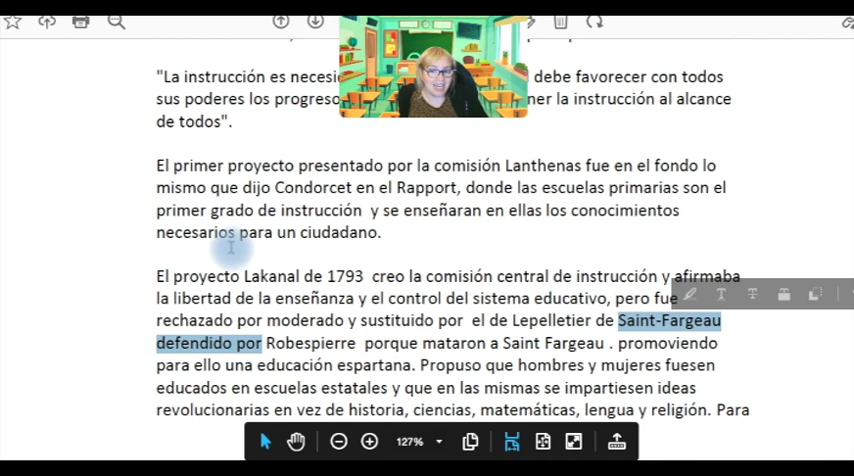 "La instrucción es necesi debe favorecer con todos
sus poderes los progreso ner la instrucción al alcance
de todos".
El primer proyecto presentado por la comisión Lanthenas fue en el fondo lo
mismo que dijo Condorcet en el Rapport, donde las escuelas primarias son el
primer grado de instrucción y se enseñaran en ellas los conocimientos
necesarios para un ciudadano.
El proyecto Lakanal de 1793 creo la comisión central de instrucción y afirmaba
la libertad de la enseñanza y el control del sistema educativo, pero fue
rechazado por moderado y sustituido por el de Lepelletier de Saint-Fargeau
defendido por Robespierre porque mataron a Saint Fargeau . promoviendo
para ello una educación espartana. Propuso que hombres y mujeres fuesen
educados en escuelas estatales y que en las mismas se impartiesen ideas
revolucionarias en vez de historia, ciencias, matemáticas, lengua y religión. Para
127%